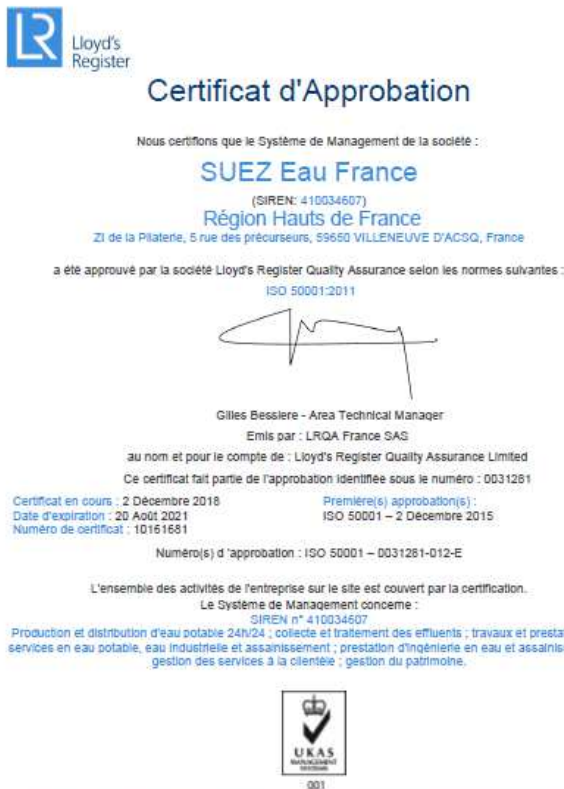 LR
Lloyd's
Register
Certificat d'Approbation
Nous certifions que le Système de Management de la société :
SUEZ Eau France
(SIREN: 410034607)
Région Hauts de France
ZI de la Pilaterie, 5 rue des précurseurs, 59650 VILLENEUVE D'ACSQ, France
a été approuvé par la société Lloyd's Register Quality Assurance selon les normes suivantes :
ISO 50001:2011
Gilles Bessiere - Area Technical Manager
Emis par : LRQA France SAS
au nom et pour le compte de : Lloyd's Register Quality Assurance Limited
Ce certificat fait partie de l'approbation identifiée sous le numéro : 0031281
Certificat en cours : 2 Décembre 2018
Date d'expiration : 20 Août 2021
Numéro de certificat : 10161681
Première(s) approbation(s) :
ISO 50001 – 2 Décembre 2015
Numéro(s) d 'approbation : ISO 50001 – 0031281-012-E
L'ensemble des activités de l'entreprise sur le site est couvert par la certification.
Le Système de Management concerne :
SIREN n° 410034607
Production et distribution d'eau potable 24h/24 ; collecte et traitement des effluents ; travaux et prestat
services en eau potable, eau industrielle et assainissement ; prestation d'ingénierie en eau et assainis
gestion des services à la clientèle ; gestion du patrimoine.
UKAS
MANAGEMENT
SYSTEMS
001